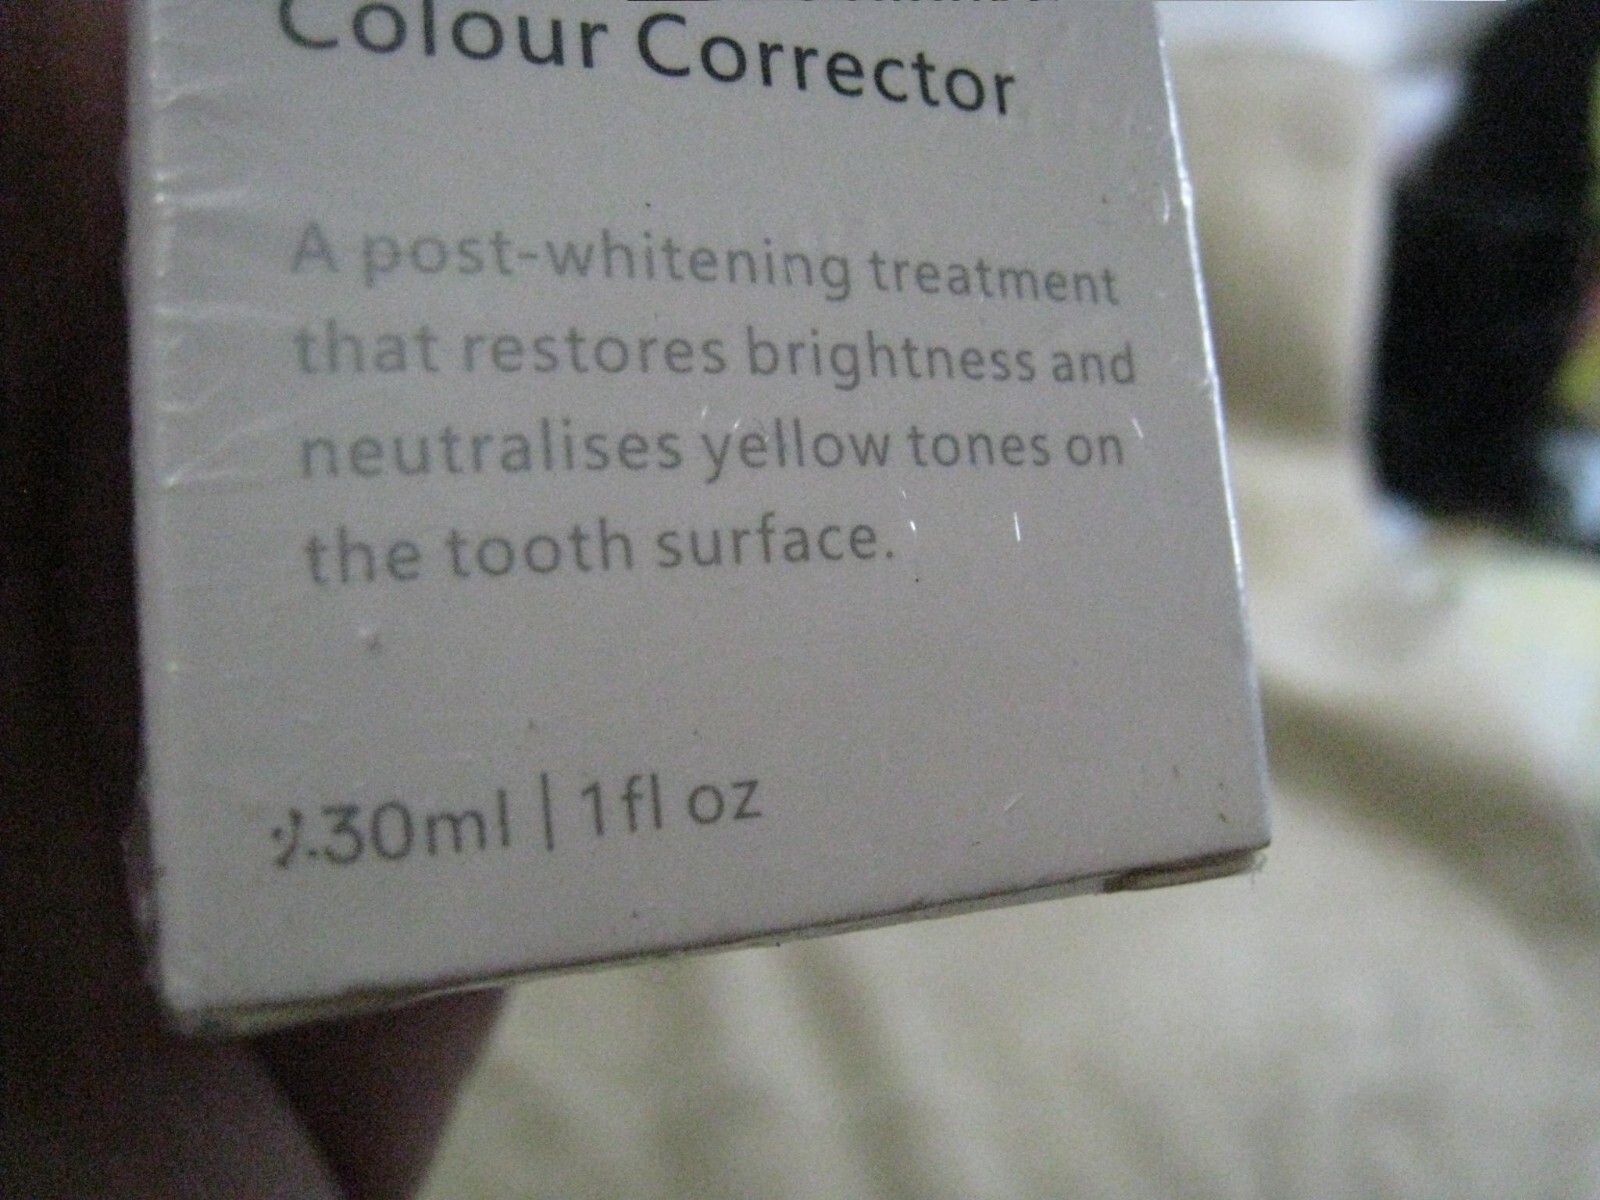 Colour Corrector
A post-whitening treatment
that restores brightness and
neutralises yellow tones on
the tooth surface.
30ml | 1fl oz